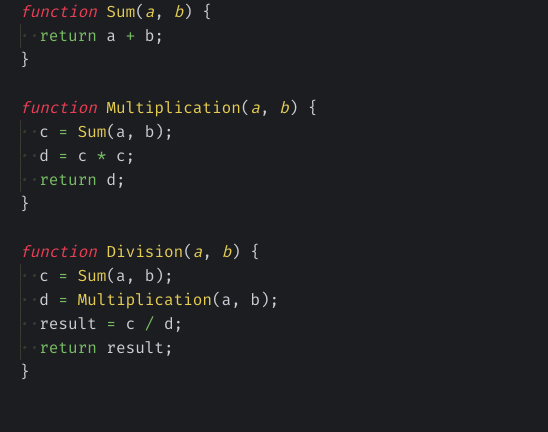 function Sum(a, b) {
  return a + b;
}

function Multiplication(a, b) {
  c = Sum(a, b);
  d = c * c;
  return d;
}

function Division(a, b) {
  c = Sum(a, b);
  d = Multiplication(a, b);
  result = c / d;
  return result;
}